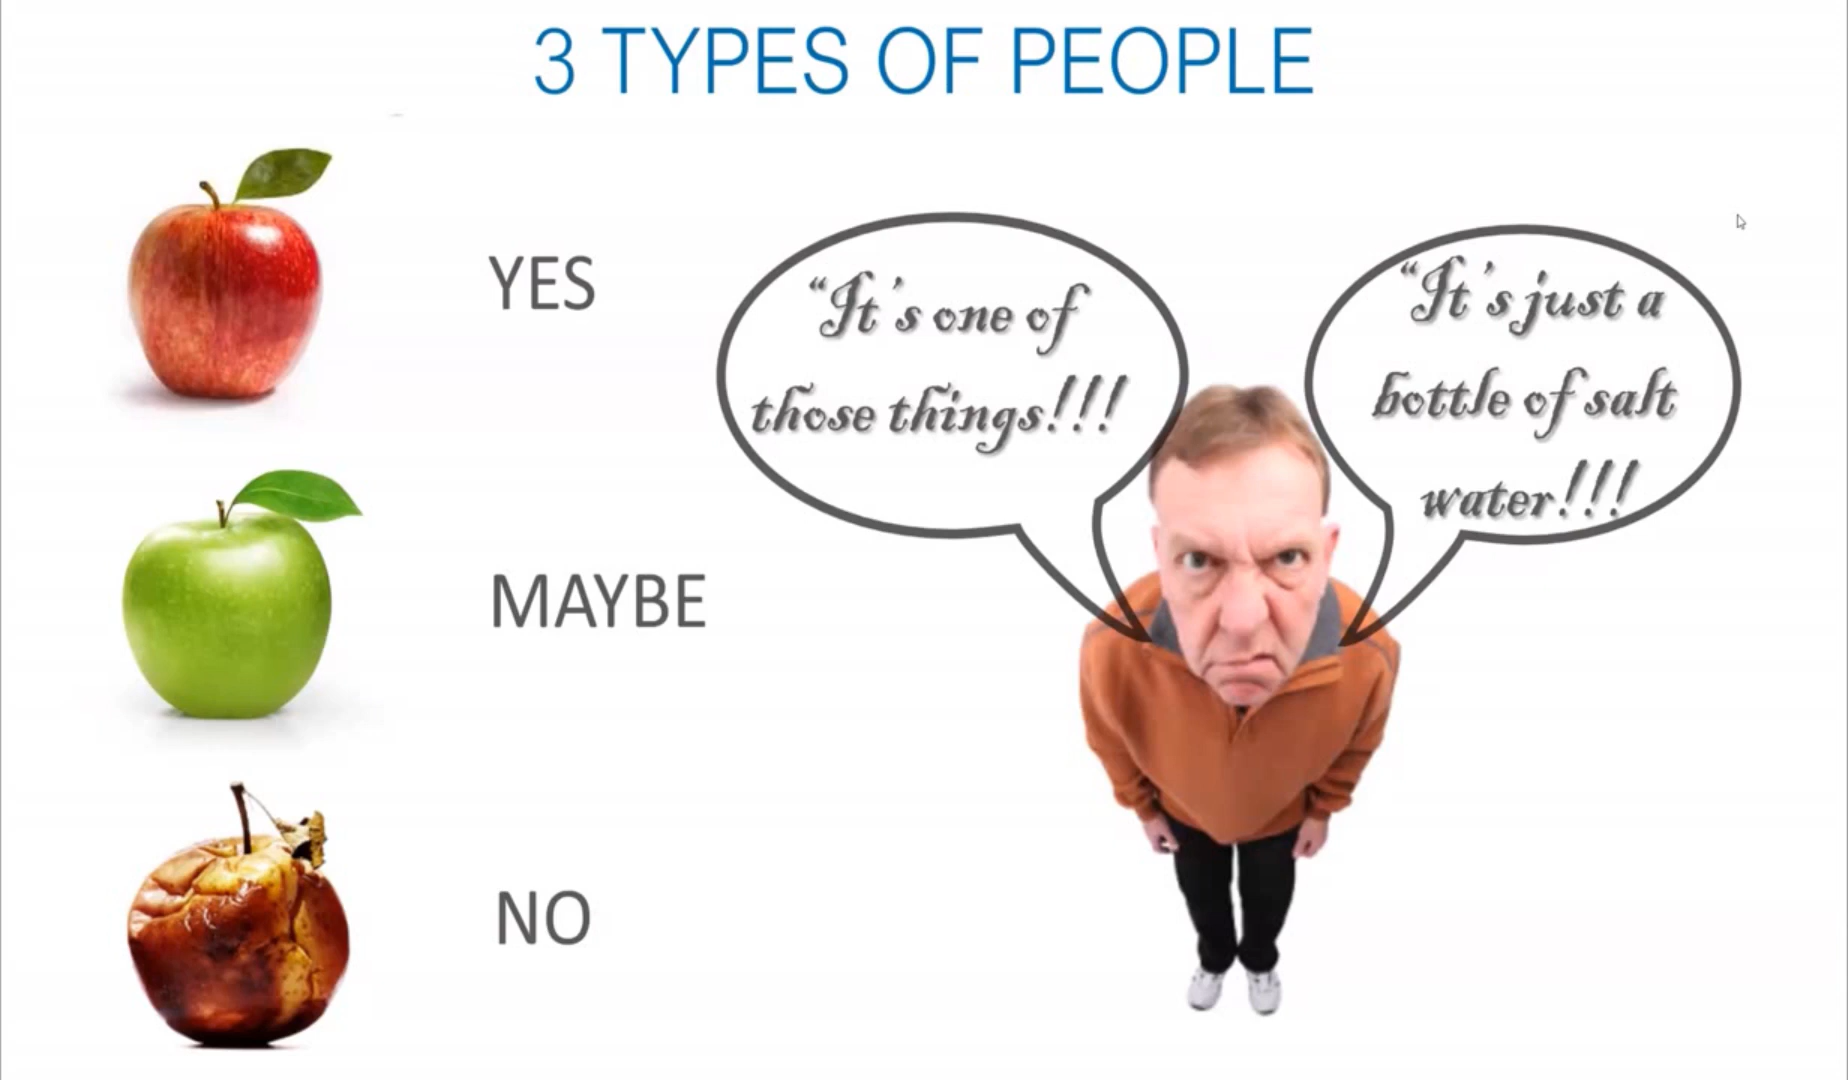 3 TYPES OF PEOPLE
YES
MAYBE
NO
“It’s one of
those things!!!
“It’s just a
bottle of salt
water!!!